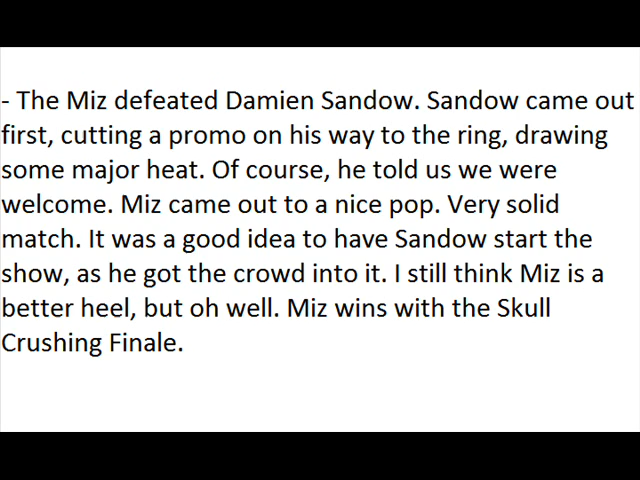 - The Miz defeated Damien Sandow. Sandow came out
first, cutting a promo on his way to the ring, drawing
some major heat. Of course, he told us we were
welcome. Miz came out to a nice pop. Very solid
match. It was a good idea to have Sandow start the
show, as he got the crowd into it. I still think Miz is a
better heel, but oh well. Miz wins with the Skull
Crushing Finale.